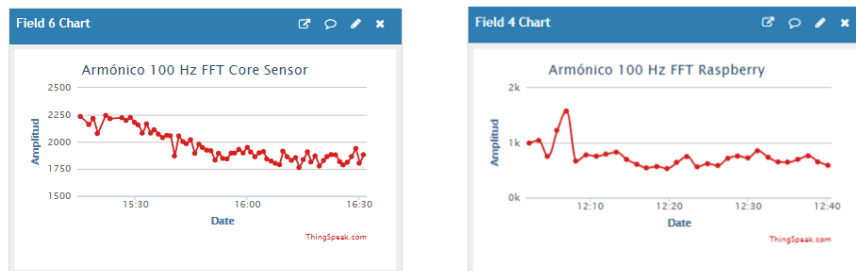 Field 6 Chart
Armónico 100 Hz FFT Core Sensor
2500
2250
2000
1750
1500
Amplitud
15:30
16:00
16:30
Date
ThingSpeak.com
Field 4 Chart
Armónico 100 Hz FFT Raspberry
2k
1k
0k
Amplitud
12:10
12:20
12:30
12:40
Date
ThingSpeak.com